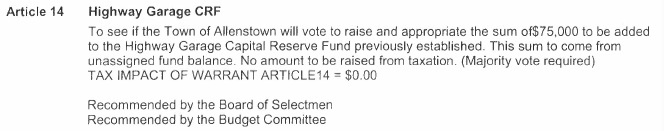 Article 14 Highway Garage CRF
To see if the Town of Allenstown will vote to raise and appropriate the sum of$75,000 to be added
to the Highway Garage Capital Reserve Fund previously established. This sum to come from
unassigned fund balance. No amount to be raised from taxation. (Majority vote required)
TAX IMPACT OF WARRANT ARTICLE14 = $0.00
Recommended by the Board of Selectmen
Recommended by the Budget Committee